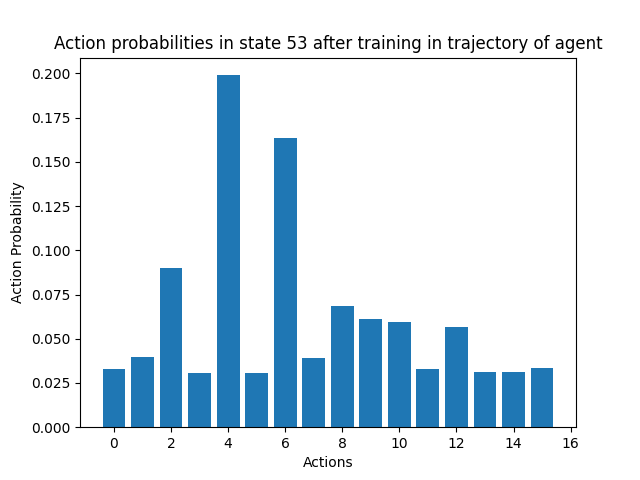 Action probabilities in state 53 after training in trajectory of agent
0.200
0.175
0.150
0.125
0.100
0.075
0.050
0.025
0.000
Action Probability
0 2 4 6 8 10 12 14 16
Actions